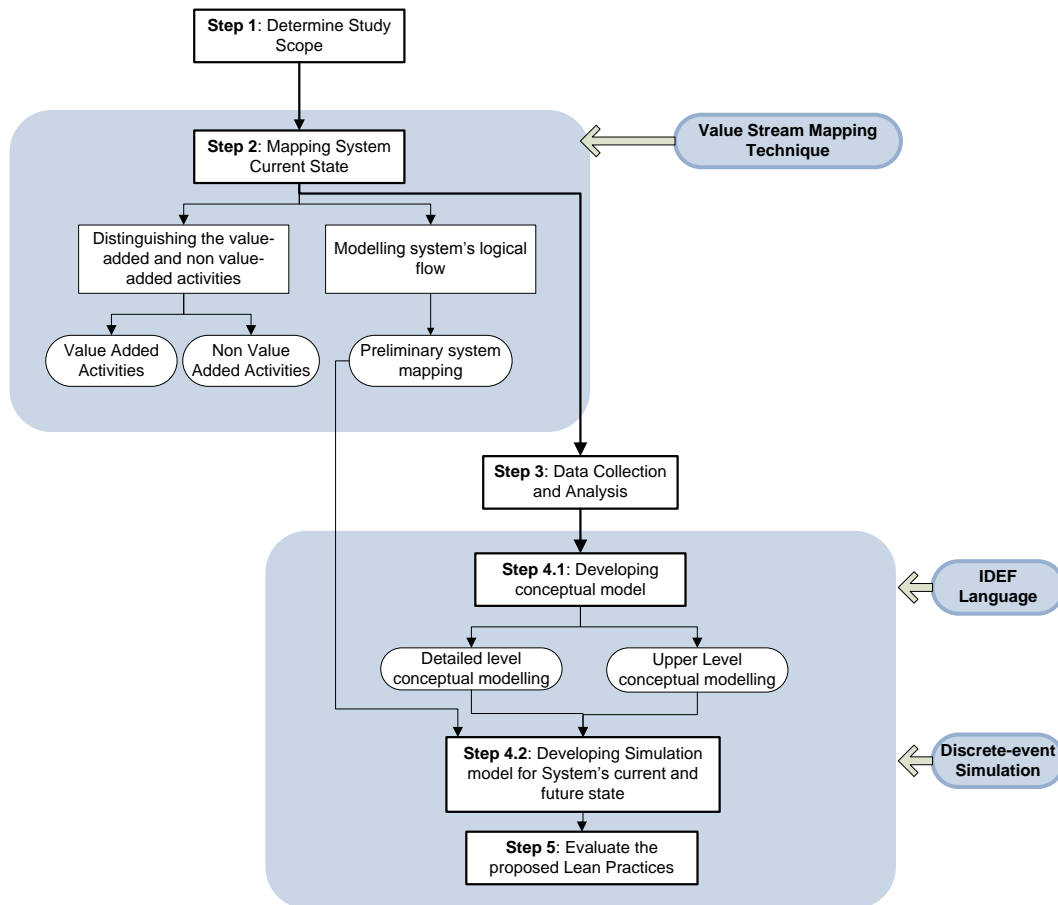 Step 1: Determine Study
Scope
Step 2: Mapping System
Current State
Value Stream Mapping
Technique
Distinguishing the value-
added and non value-
added activities
Modelling system's logical
flow
Value Added
Activities
Non Value
Added Activities
Preliminary system
mapping
Step 3: Data Collection
and Analysis
Step 4.1: Developing
conceptual model
IDEF
Language
Detailed level
conceptual modelling
Upper Level
conceptual modelling
Step 4.2: Developing Simulation
model for System's current and
future state
Discrete-event
Simulation
Step 5: Evaluate the
proposed Lean Practices